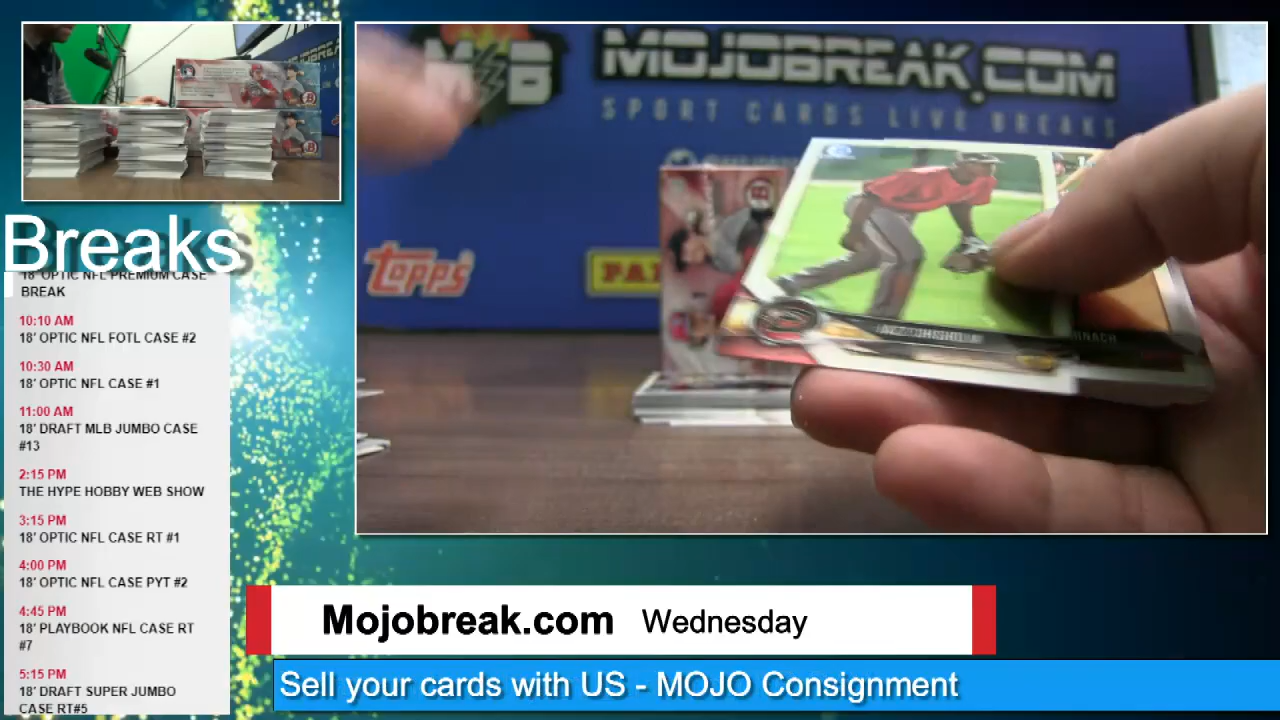 MB MOJOBREAK.COM
SPORT CARDS LIVE BREAKS
topps
Breaks
18' OPTIC NFL PREMIUM CASE
BREAK
10:10 AM
18' OPTIC NFL FOTL CASE #2
10:30 AM
18' OPTIC NFL CASE #1
11:00 AM
18' DRAFT MLB JUMBO CASE
#13
2:15 PM
THE HYPE HOBBY WEB SHOW
3:15 PM
18' OPTIC NFL CASE RT #1
4:00 PM
18' OPTIC NFL CASE PYT #2
4:45 PM
18' PLAYBOOK NFL CASE RT
#7
5:15 PM
18' DRAFT SUPER JUMBO
CASE RT#5
Mojobreak.com Wednesday
Sell your cards with US - MOJO Consignment